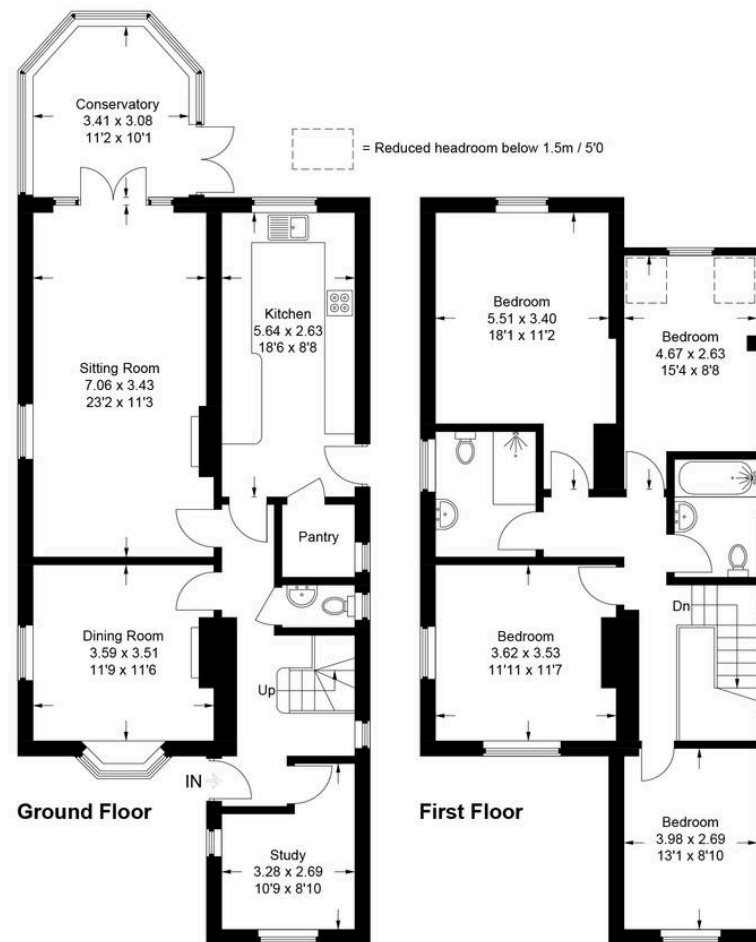 Conservatory
3.41 x 3.08
11'2 x 10'1
= Reduced headroom below 1.5m / 5'0
Kitchen
5.64 x 2.63
18'6 x 8'8
Sitting Room
7.06 x 3.43
23'2 x 11'3
Pantry
Dining Room
3.59 x 3.51
11'9 x 11'6
Up
IN
Ground Floor
Study
3.28 x 2.69
10'9 x 8'10
Bedroom
5.51 x 3.40
18'1 x 11'2
Bedroom
4.67 x 2.63
15'4 x 8'8
Bedroom
3.62 x 3.53
11'11 x 11'7
Dn
First Floor
Bedroom
3.98 x 2.69
13'1 x 8'10